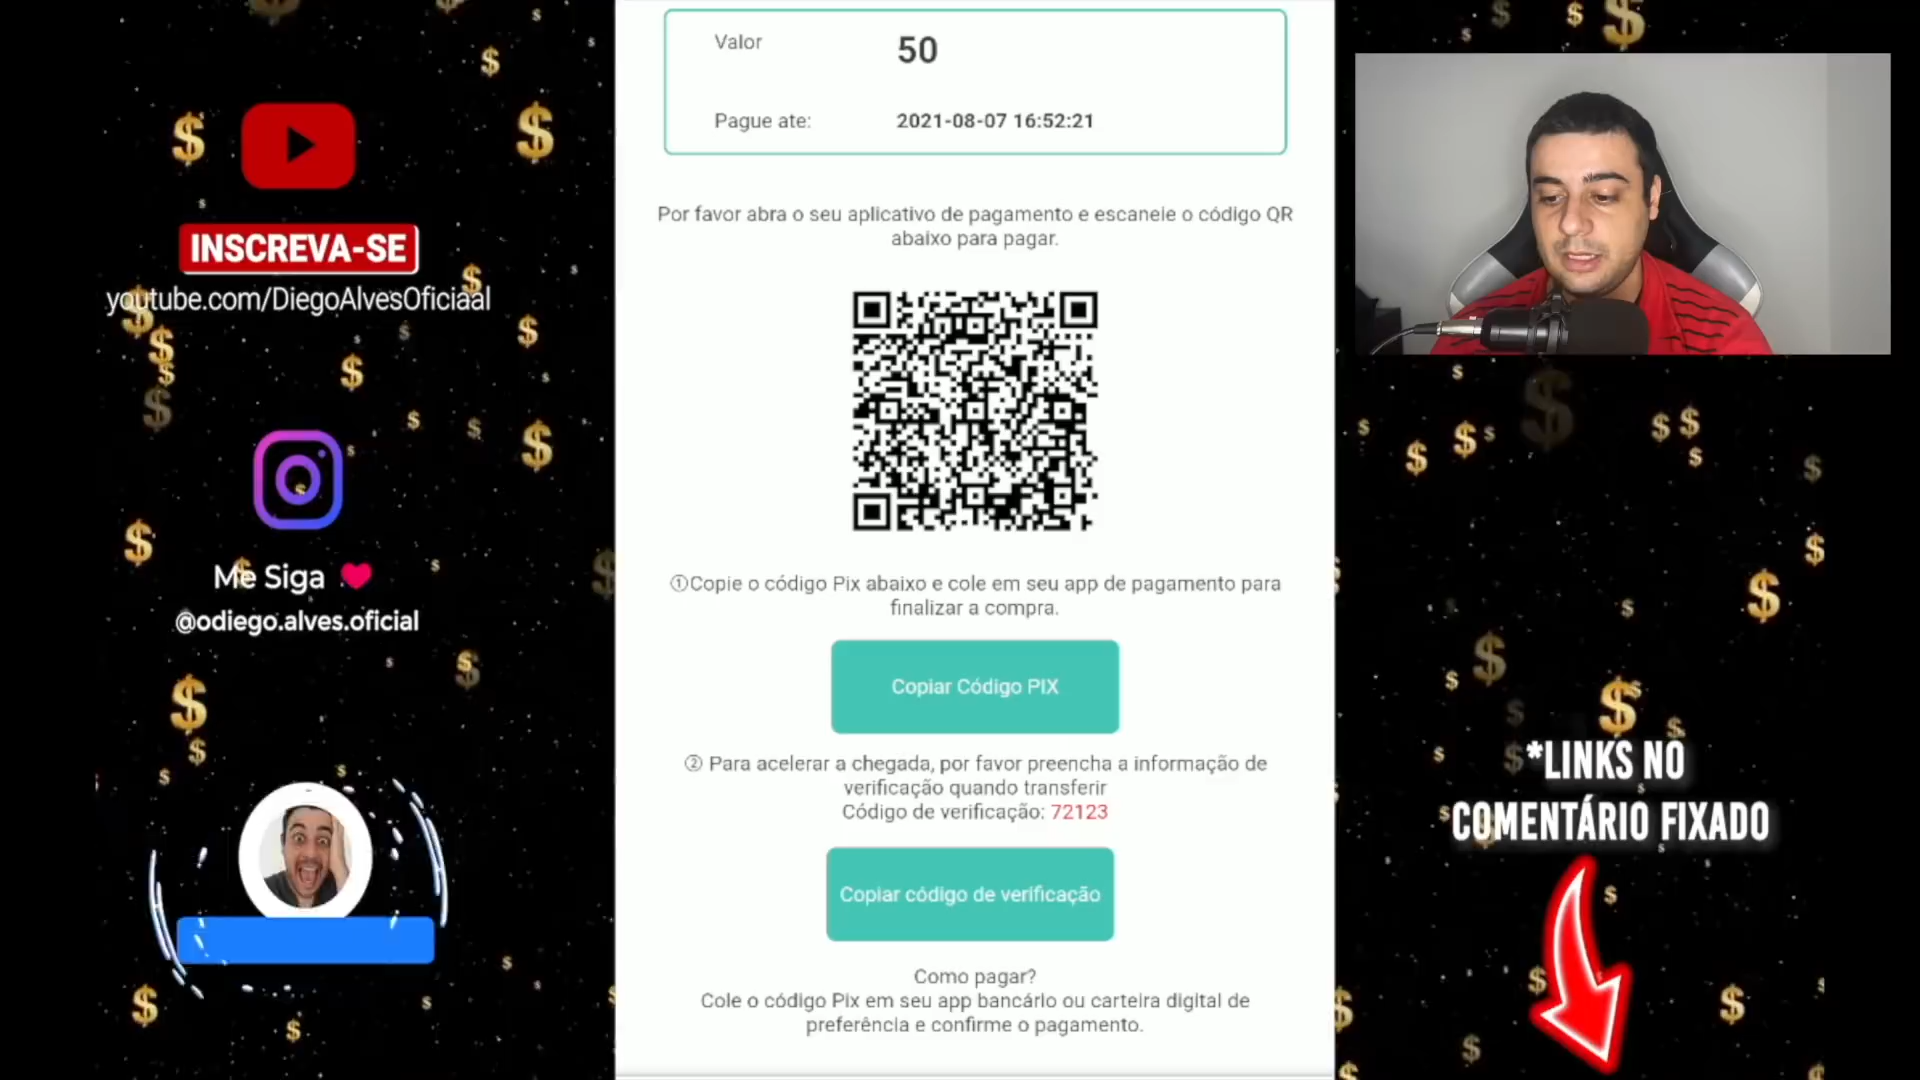 INSCREVA-SE
youtube.com/DiegoAlvesOficiaal
Me Siga
@odiego.alves.oficial
Valor 50
Pague ate: 2021-08-07 16:52:21
Por favor abra o seu aplicativo de pagamento e escaneie o código QR
abaixo para pagar.
①Copie o código Pix abaixo e cole em seu app de pagamento para
finalizar a compra.
Copiar Código PIX
② Para acelerar a chegada, por favor preencha a informação de
verificação quando transferir
Código de verificação: 72123
Copiar código de verificação
Como pagar?
Cole o código Pix em seu app bancário ou carteira digital de
preferência e confirme o pagamento.
*LINKS NO
COMENTÁRIO FIXADO